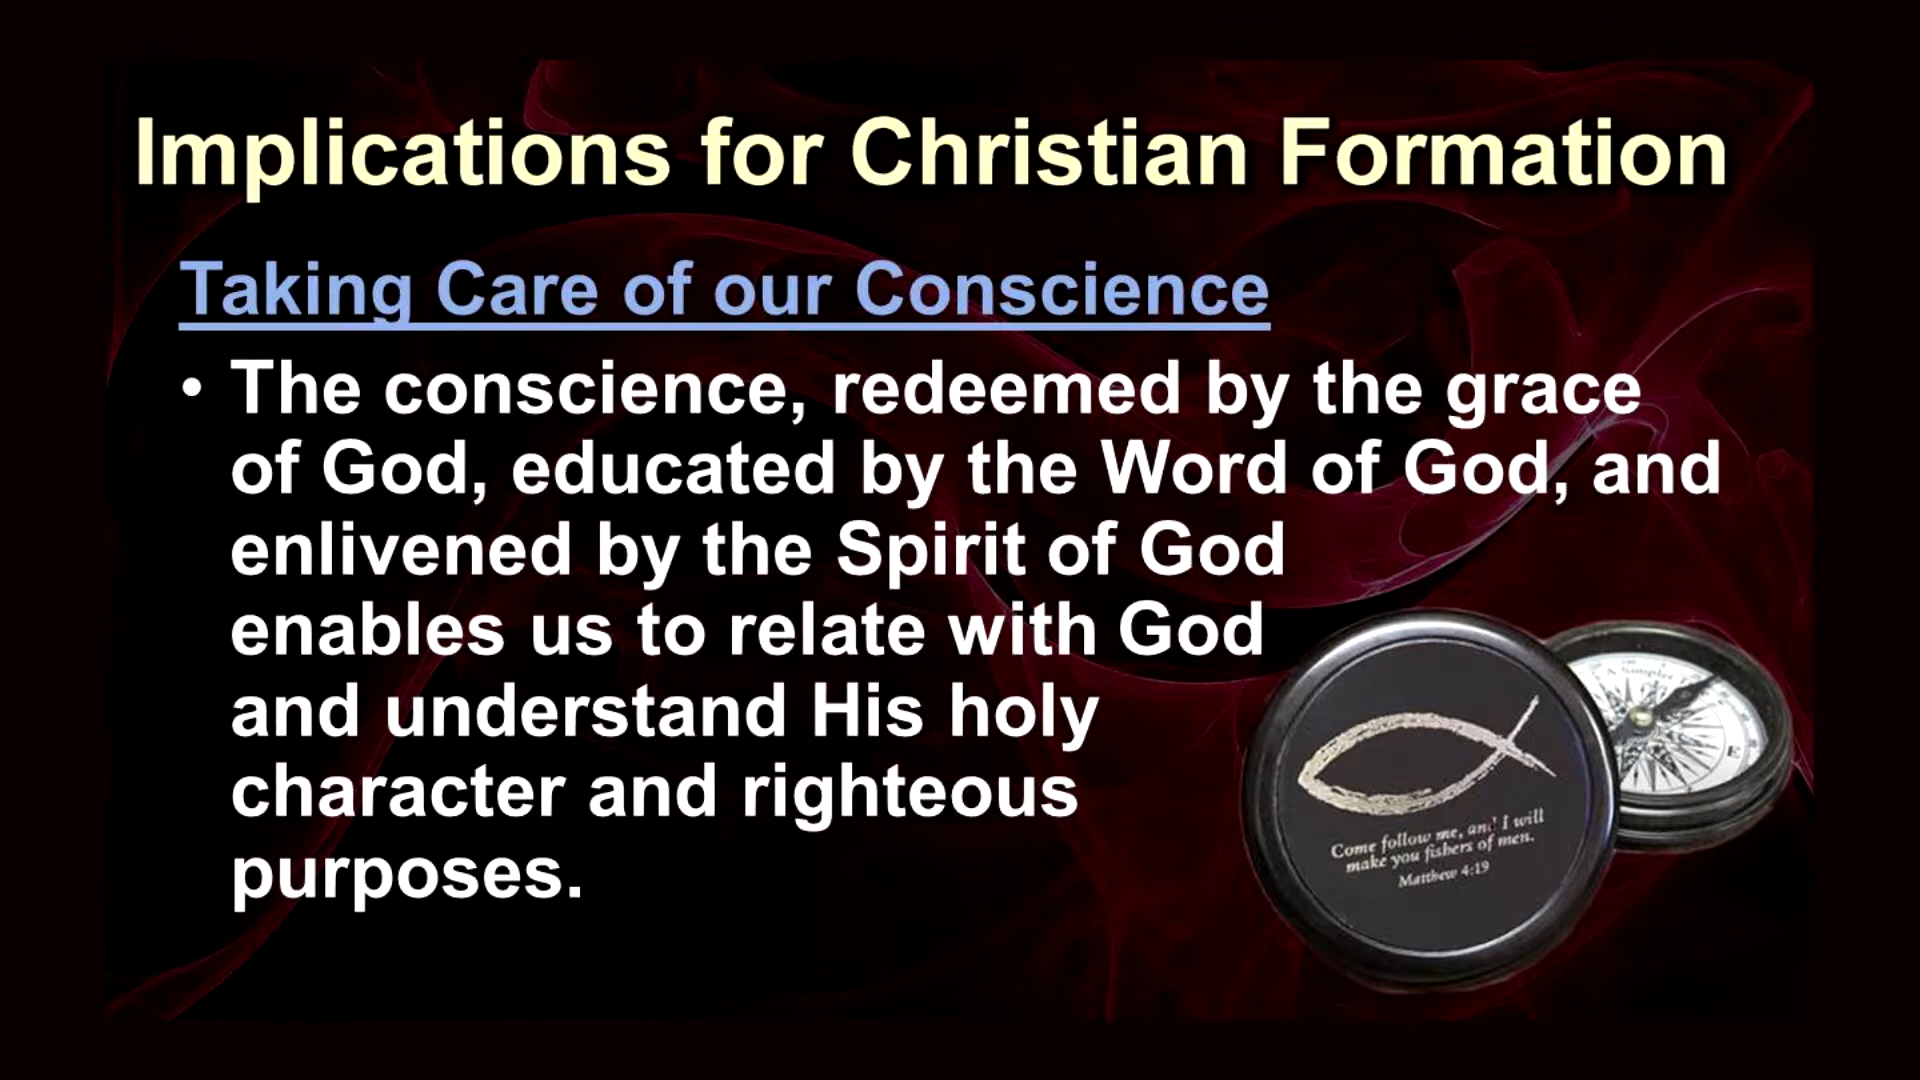 Implications for Christian Formation
Taking Care of our Conscience
• The conscience, redeemed by the grace
of God, educated by the Word of God, and
enlivened by the Spirit of God
enables us to relate with God
and understand His holy
character and righteous
purposes.
Come follow me, and I will
make you fishers of men.
Matthew 4:19
E